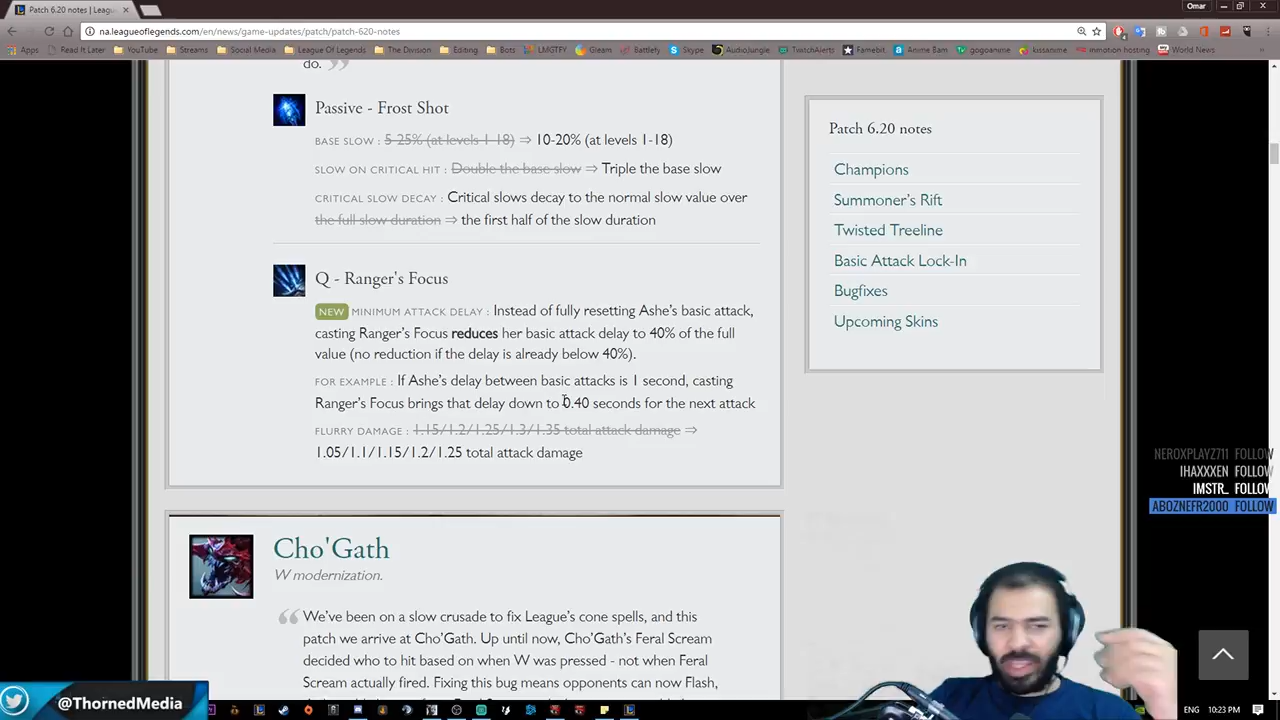 Patch 6.20 notes | Leagu
Omar
na.leagueoflegends.com/en/news/game-updates/patch/patch-620-notes
Apps Read It Later YouTube Streams Social Media League Of Legends The Division Editing Bots LMGTFY Gleam Battlefy Skype AudioJungle TwitchAlerts Famebit Anime Bam gogoanime kissanime mmotion hosting World News
do.
Passive - Frost Shot
BASE SLOW : 5-25% (at levels 1-18) ⇒ 10-20% (at levels 1-18)
SLOW ON CRITICAL HIT : Double the base slow ⇒ Triple the base slow
CRITICAL SLOW DECAY : Critical slows decay to the normal slow value over
the full slow duration ⇒ the first half of the slow duration
Q - Ranger's Focus
NEW MINIMUM ATTACK DELAY : Instead of fully resetting Ashe's basic attack,
casting Ranger's Focus reduces her basic attack delay to 40% of the full
value (no reduction if the delay is already below 40%).
FOR EXAMPLE : If Ashe's delay between basic attacks is 1 second, casting
Ranger's Focus brings that delay down to 0.40 seconds for the next attack
FLURRY DAMAGE : 1.15/1.2/1.25/1.3/1.35 total attack damage ⇒
1.05/1.1/1.15/1.2/1.25 total attack damage
Cho'Gath
W modernization.
We've been on a slow crusade to fix League's cone spells, and this
patch we arrive at Cho'Gath. Up until now, Cho'Gath's Feral Scream
decided who to hit based on when W was pressed - not when Feral
Scream actually fired. Fixing this bug means opponents can now Flash,
Patch 6.20 notes
Champions
Summoner's Rift
Twisted Treeline
Basic Attack Lock-In
Bugfixes
Upcoming Skins
NEROXPLAYZ711 FOLLOW
IHAXXXEN FOLLOW
IMSTR_ FOLLOW
ABOZNEFR2000 FOLLOW
@ThornedMedia
ENG 10:23 PM